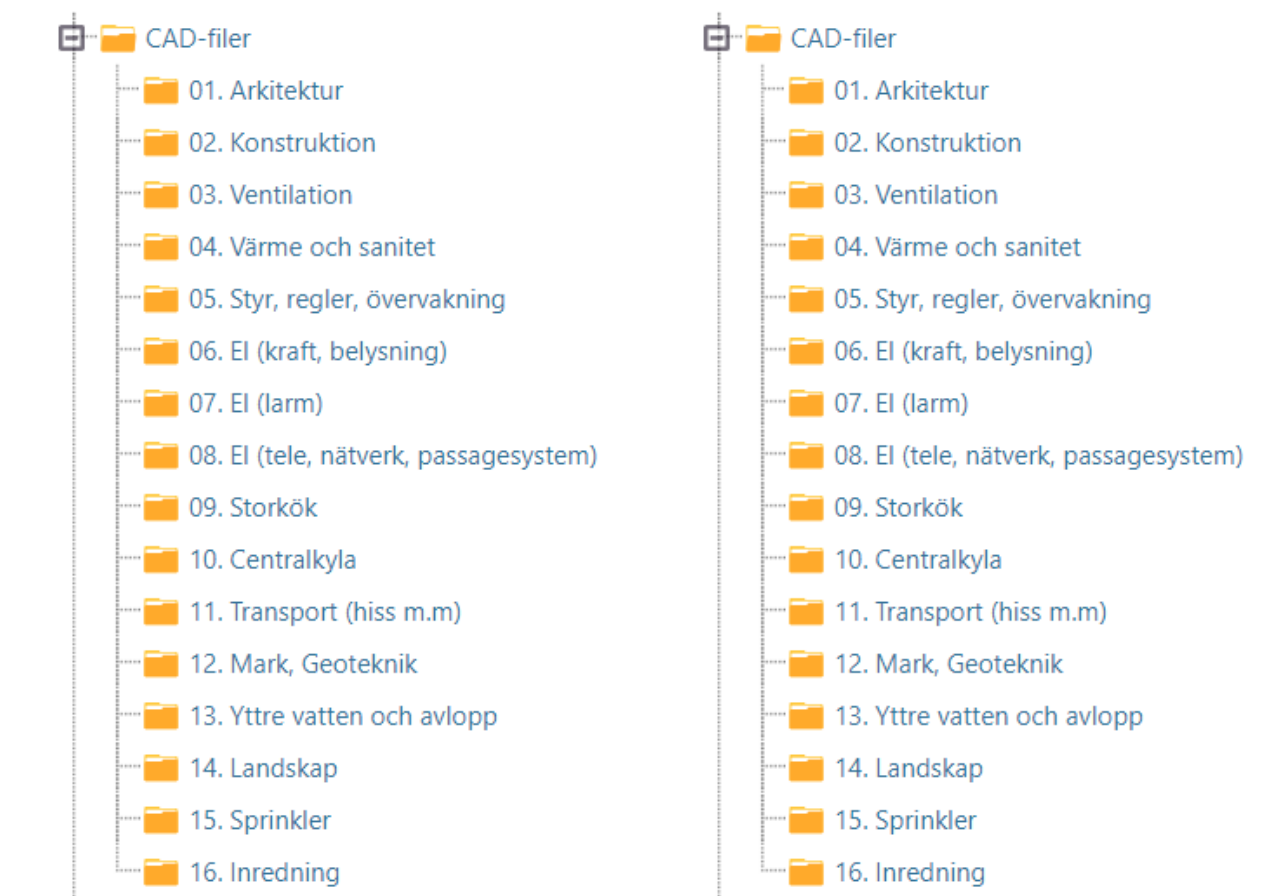 CAD-filer
01. Arkitektur
02. Konstruktion
03. Ventilation
04. Värme och sanitet
05. Styr, regler, övervakning
06. El (kraft, belysning)
07. El (larm)
08. El (tele, nätverk, passagesystem)
09. Storkök
10. Centralkyla
11. Transport (hiss m.m)
12. Mark, Geoteknik
13. Yttre vatten och avlopp
14. Landskap
15. Sprinkler
16. Inredning
CAD-filer
01. Arkitektur
02. Konstruktion
03. Ventilation
04. Värme och sanitet
05. Styr, regler, övervakning
06. El (kraft, belysning)
07. El (larm)
08. El (tele, nätverk, passagesystem)
09. Storkök
10. Centralkyla
11. Transport (hiss m.m)
12. Mark, Geoteknik
13. Yttre vatten och avlopp
14. Landskap
15. Sprinkler
16. Inredning